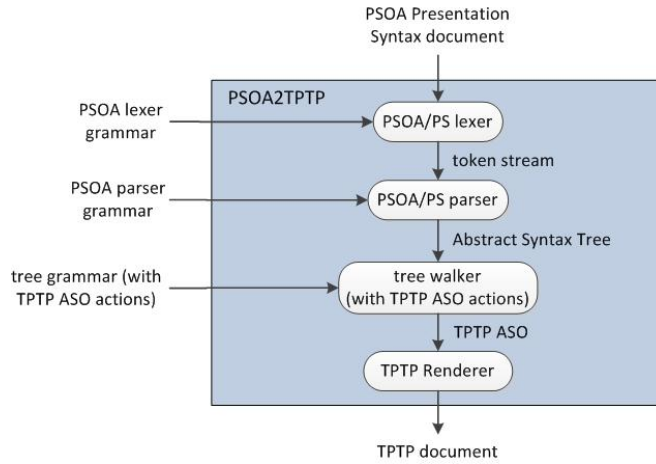 PSOA Presentation
Syntax document
PSOA2TPTP
PSOA lexer
grammar
PSOA/PS lexer
token stream
PSOA parser
grammar
PSOA/PS parser
Abstract Syntax Tree
tree grammar (with
TPTP ASO actions)
tree walker
(with TPTP ASO actions)
TPTP ASO
TPTP Renderer
TPTP document